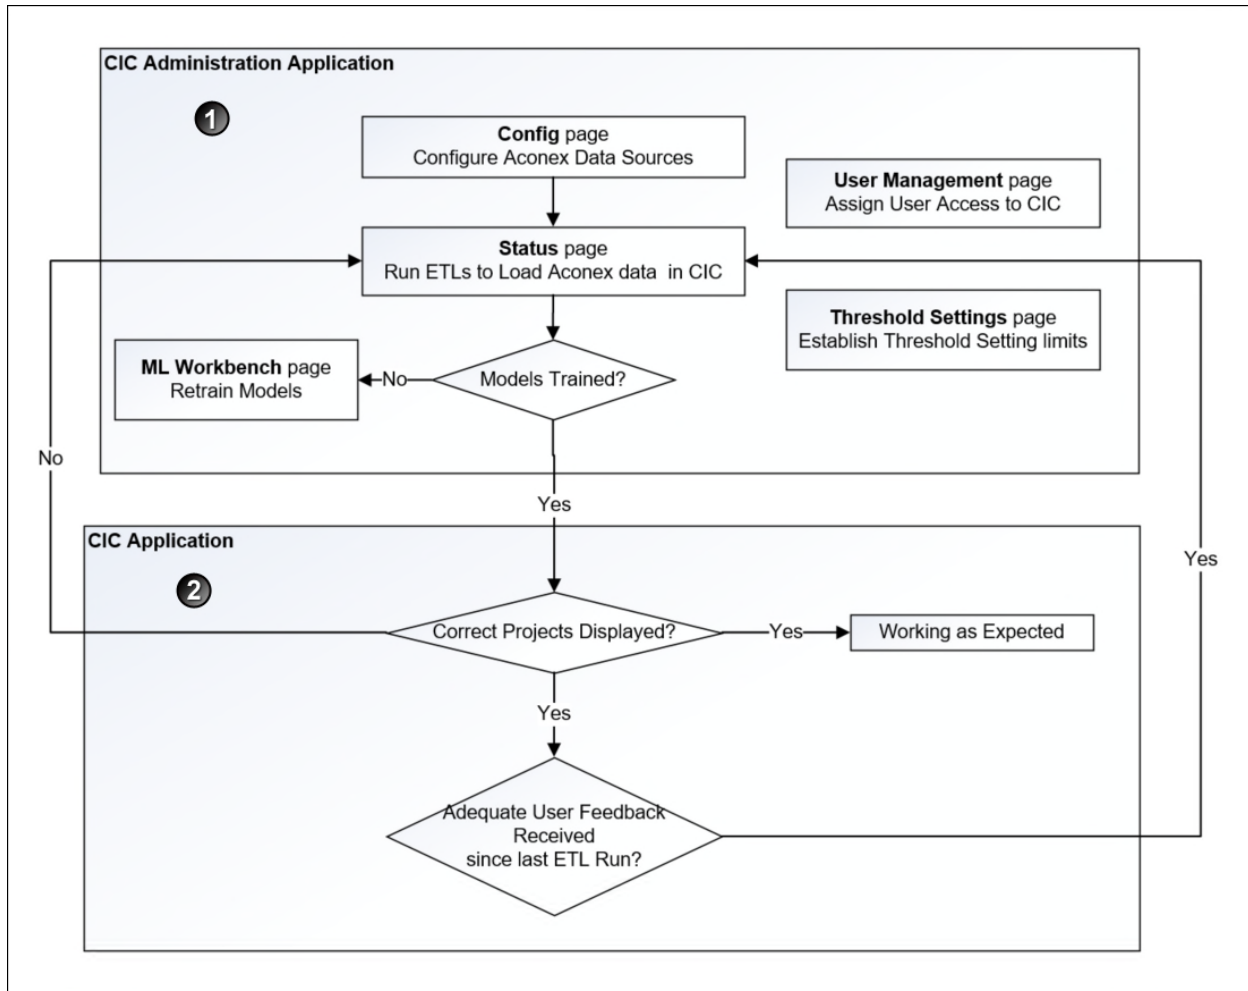 CIC Administration Application
1
Config page
Configure Aconex Data Sources
User Management page
Assign User Access to CIC
Status page
Run ETLs to Load Aconex data in CIC
Threshold Settings page
Establish Threshold Setting limits
ML Workbench page
Retrain Models
No
Models Trained?
No
Yes
CIC Application
2
Yes
Correct Projects Displayed?
Yes
Working as Expected
Yes
Adequate User Feedback
Received
since last ETL Run?